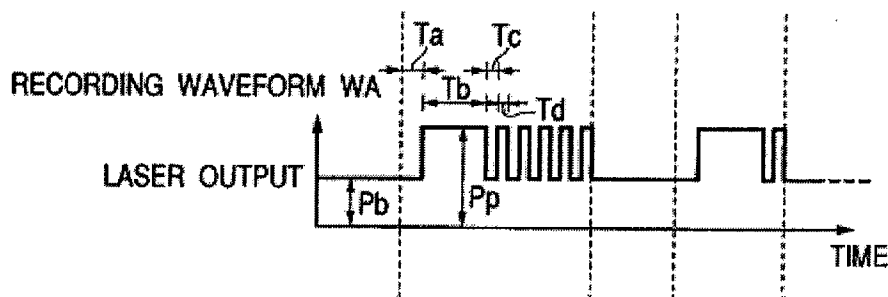 Ta
Tc
RECORDING WAVEFORM WA
Tb
Td
LASER OUTPUT
Pb
Pp
TIME